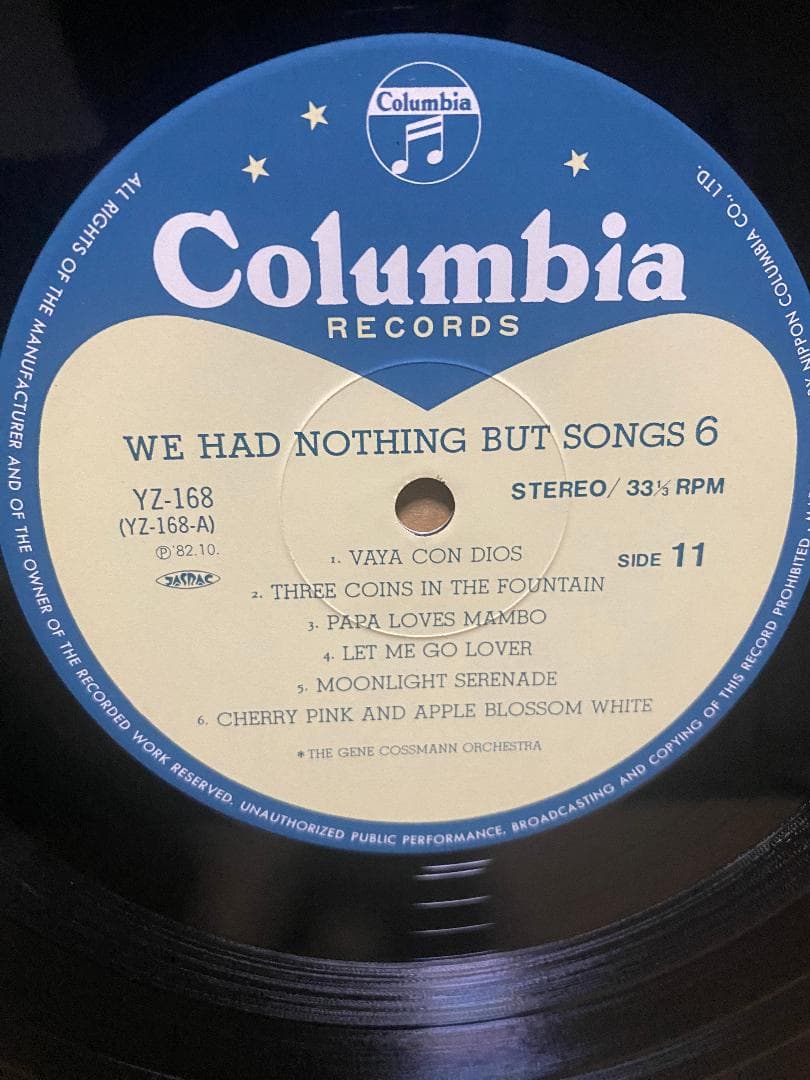 Columbia
Columbia
RECORDS
WE HAD NOTHING BUT SONGS 6
YZ-168
(YZ-168-A)
Ⓟ'82.10.
JASRAC
STEREO/ 33⅓ RPM
SIDE 11
1. VAYA CON DIOS
2. THREE COINS IN THE FOUNTAIN
3. PAPA LOVES MAMBO
4. LET ME GO LOVER
5. MOONLIGHT SERENADE
6. CHERRY PINK AND APPLE BLOSSOM WHITE
* THE GENE COSSMANN ORCHESTRA
ALL RIGHTS OF THE MANUFACTURER AND OF THE OWNER OF THE RECORDED WORK RESERVED. UNAUTHORIZED PUBLIC PERFORMANCE, BROADCASTING AND COPYING OF THIS RECORD PROHIBITED
NIPPON COLUMBIA CO., LTD.